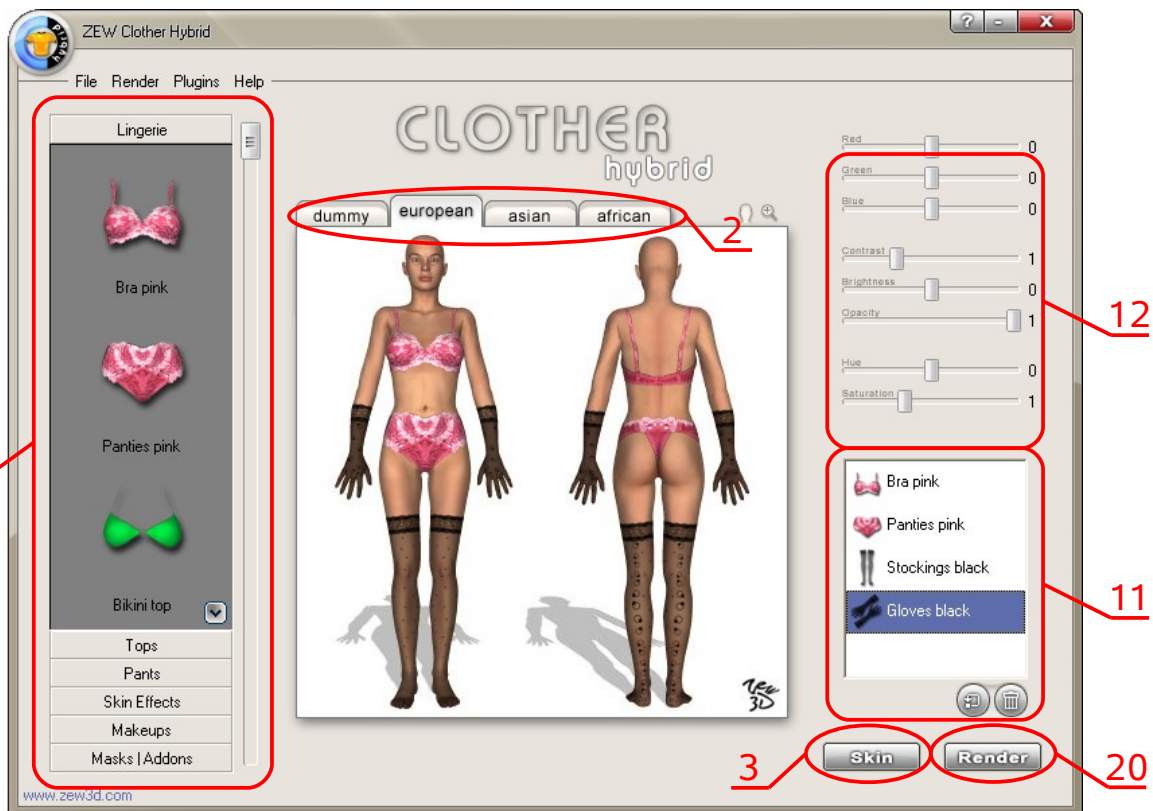 ZEW Clother Hybrid
hybrid
? - X
File Render Plugins Help
CLOTHER
hybrid
Lingerie
Bra pink
Panties pink
Bikini top
Tops
Pants
Skin Effects
Makeups
Masks | Addons
www.zew3d.com
dummy european asian african
2
Zew
3D
Red 0
Green 0
Blue 0
Contrast 1
Brightness 0
Opacity 1
Hue 0
Saturation 1
12
Bra pink
Panties pink
Stockings black
Gloves black
11
3
Skin
Render
20